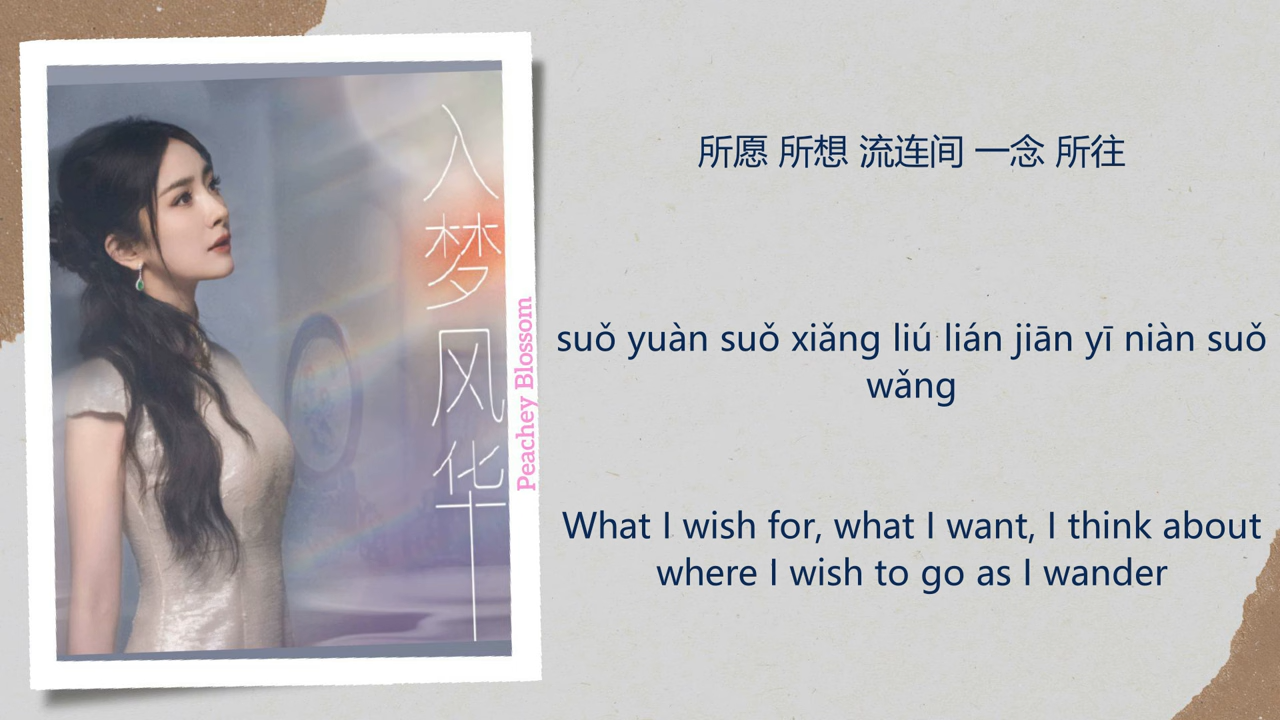 入梦风华
Peachey Blossom
所愿 所想 流连间 一念 所往
suǒ yuàn suǒ xiǎng liú lián jiān yī niàn suǒ
wǎng
What I wish for, what I want, I think about
where I wish to go as I wander